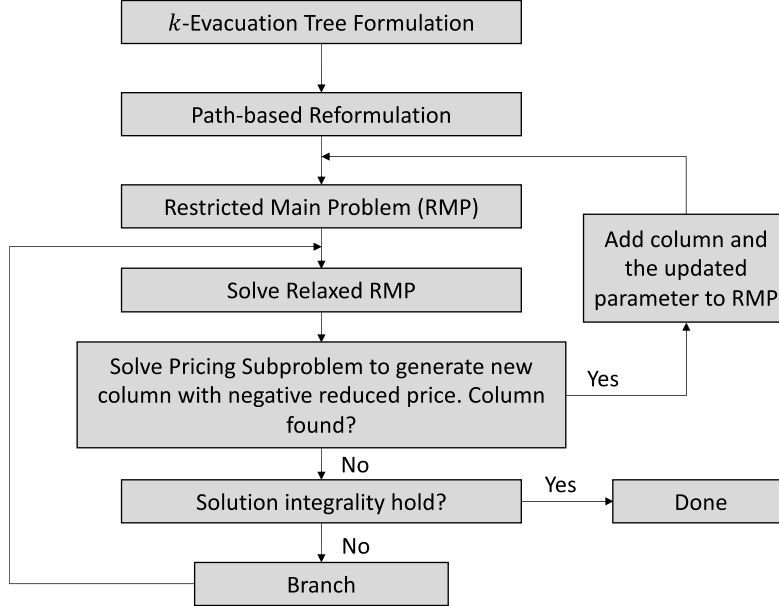 k-Evacuation Tree Formulation
Path-based Reformulation
Restricted Main Problem (RMP)
Add column and
the updated
parameter to RMP
Solve Relaxed RMP
Solve Pricing Subproblem to generate new
column with negative reduced price. Column
found?
Yes
No
Solution integrality hold?
Yes
Done
No
Branch